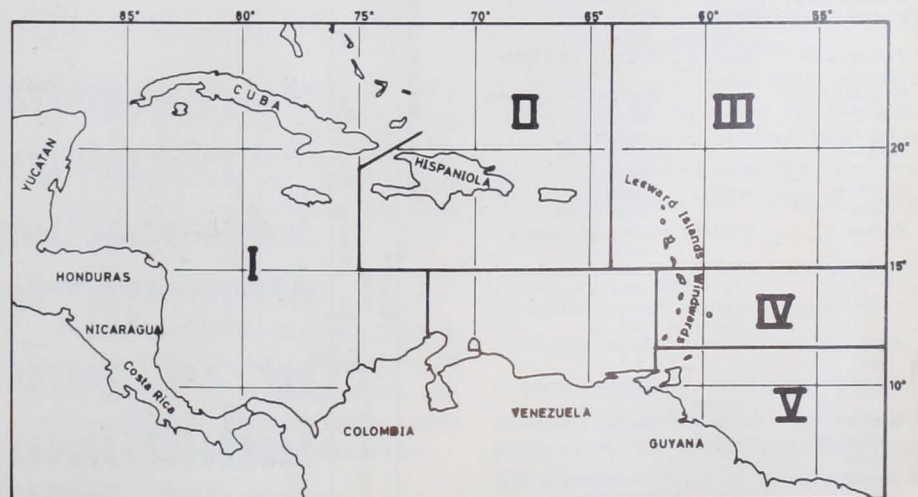 85° 80° 75° 70° 65° 60° 55°
CUBA
II
III
YUCATAN
20°
HISPANIOLA
Leeward Islands
Windwards
I
15°
HONDURAS
NICARAGUA
IV
Costa Rica
10°
VENEZUELA
V
COLOMBIA
GUYANA